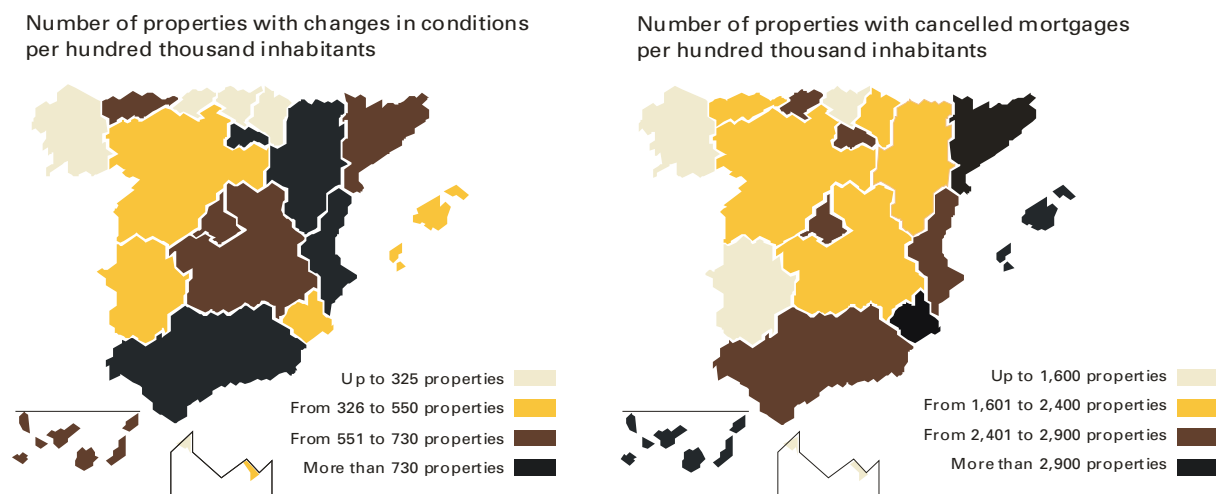 Number of properties with changes in conditions
per hundred thousand inhabitants
Up to 325 properties
From 326 to 550 properties
From 551 to 730 properties
More than 730 properties
Number of properties with cancelled mortgages
per hundred thousand inhabitants
Up to 1,600 properties
From 1,601 to 2,400 properties
From 2,401 to 2,900 properties
More than 2,900 properties